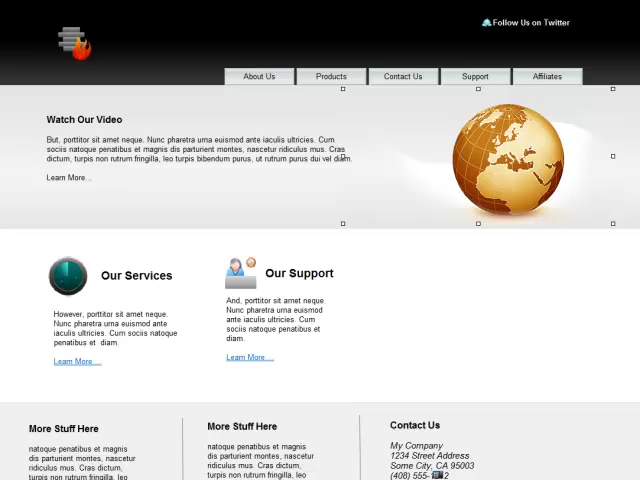 Follow Us on Twitter
About Us
Products
Contact Us
Support
Affiliates
Watch Our Video
But, porttitor sit amet neque. Nunc pharetra urna euismod ante iaculis ultricies. Cum
sociis natoque penatibus et magnis dis parturient montes, nascetur ridiculus mus. Cras
dictum, turpis non rutrum fringilla, leo turpis bibendum purus, ut rutrum purus dui vel diam.
Learn More...
Our Services
However, porttitor sit amet neque.
Nunc pharetra urna euismod ante
iaculis ultricies. Cum sociis natoque
penatibus et diam.
Learn More....
Our Support
And, porttitor sit amet neque.
Nunc pharetra urna euismod
ante iaculis ultricies. Cum
sociis natoque penatibus et
diam.
Learn More....
More Stuff Here
natoque penatibus et magnis
dis parturient montes, nascetur
ridiculus mus. Cras dictum,
turpis non rutrum fringilla, leo
More Stuff Here
natoque penatibus et magnis
dis parturient montes, nascetur
ridiculus mus. Cras dictum,
turpis non rutrum fringilla, leo
Contact Us
My Company
1234 Street Address
Some City, CA 95003
(408) 555-